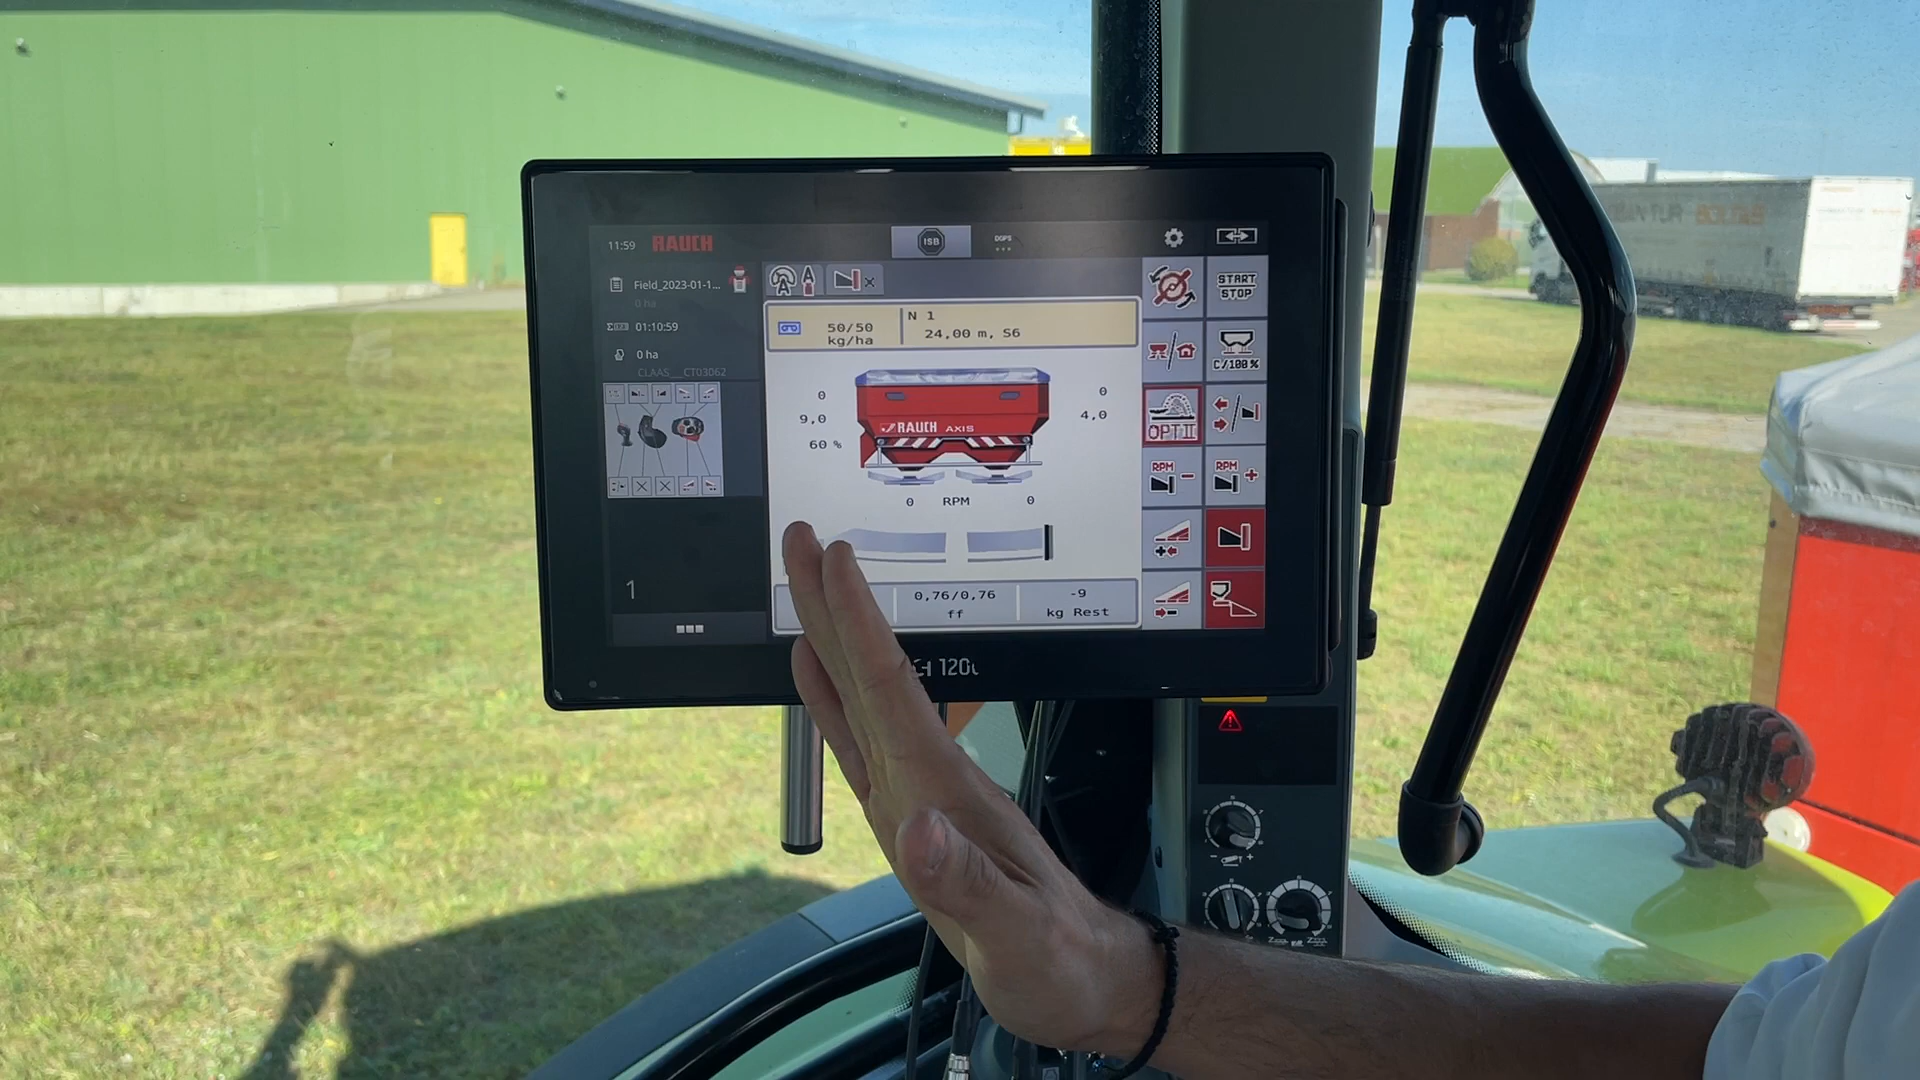 11:59 RAUCH
ISB
DGPS
Field_2023-01-1...
0 ha
01:10:59
0 ha
CLAAS__CT03062
1
A
50/50
kg/ha
N 1
24,00 m, S6
0
9,0
60 %
0
4,0
RAUCH AXIS
0 RPM 0
0,76/0,76
ff
-9
kg Rest
START
STOP
C/100%
OPTI
RPM
-
RPM
+
120